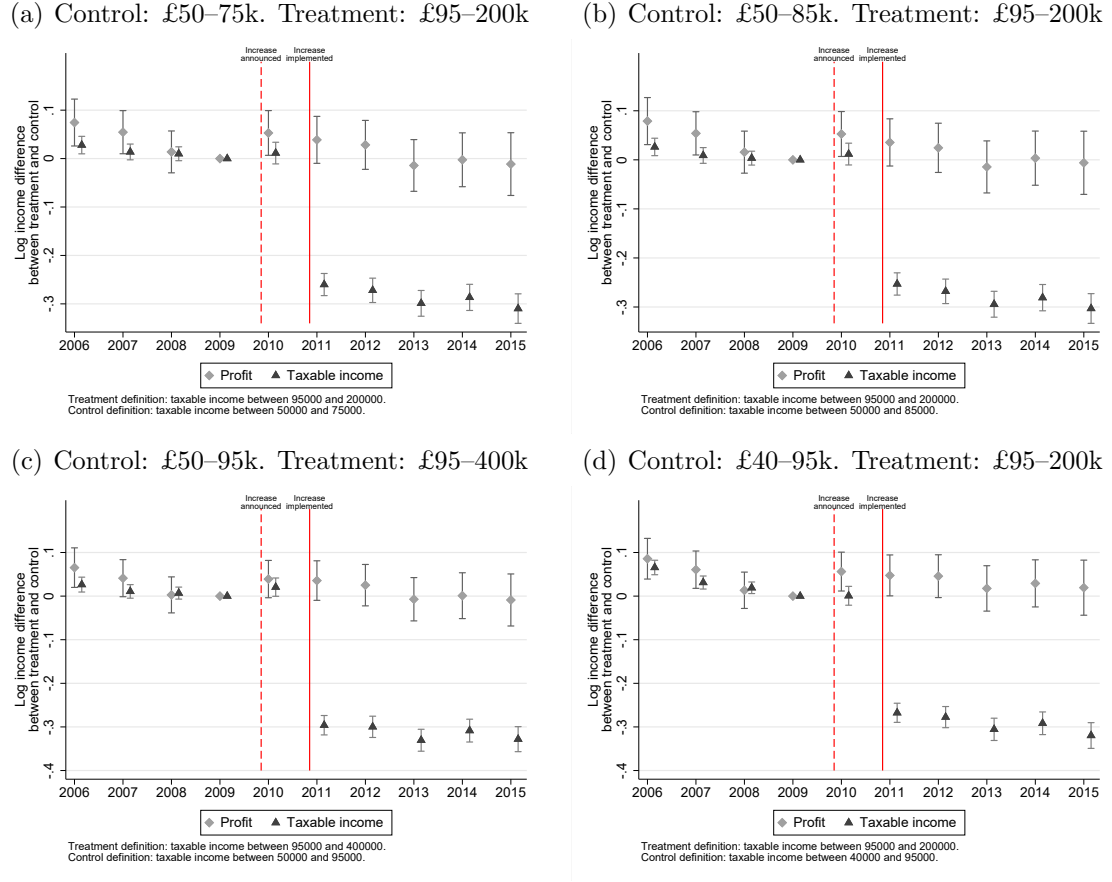 (a) Control: £50–75k. Treatment: £95–200k
Increase announced
Increase implemented
Log income difference
between treatment and control
.1
0
-.1
-.2
-.3
2006 2007 2008 2009 2010 2011 2012 2013 2014 2015
Profit Taxable income
Treatment definition: taxable income between 95000 and 200000.
Control definition: taxable income between 50000 and 75000.
(b) Control: £50–85k. Treatment: £95–200k
Increase announced
Increase implemented
Log income difference
between treatment and control
.1
0
-.1
-.2
-.3
2006 2007 2008 2009 2010 2011 2012 2013 2014 2015
Profit Taxable income
Treatment definition: taxable income between 95000 and 200000.
Control definition: taxable income between 50000 and 85000.
(c) Control: £50–95k. Treatment: £95–400k
Increase announced
Increase implemented
Log income difference
between treatment and control
.1
0
-.1
-.2
-.3
-.4
2006 2007 2008 2009 2010 2011 2012 2013 2014 2015
Profit Taxable income
Treatment definition: taxable income between 95000 and 400000.
Control definition: taxable income between 50000 and 95000.
(d) Control: £40–95k. Treatment: £95–200k
Increase announced
Increase implemented
Log income difference
between treatment and control
.1
0
-.1
-.2
-.3
-.4
2006 2007 2008 2009 2010 2011 2012 2013 2014 2015
Profit Taxable income
Treatment definition: taxable income between 95000 and 200000.
Control definition: taxable income between 40000 and 95000.